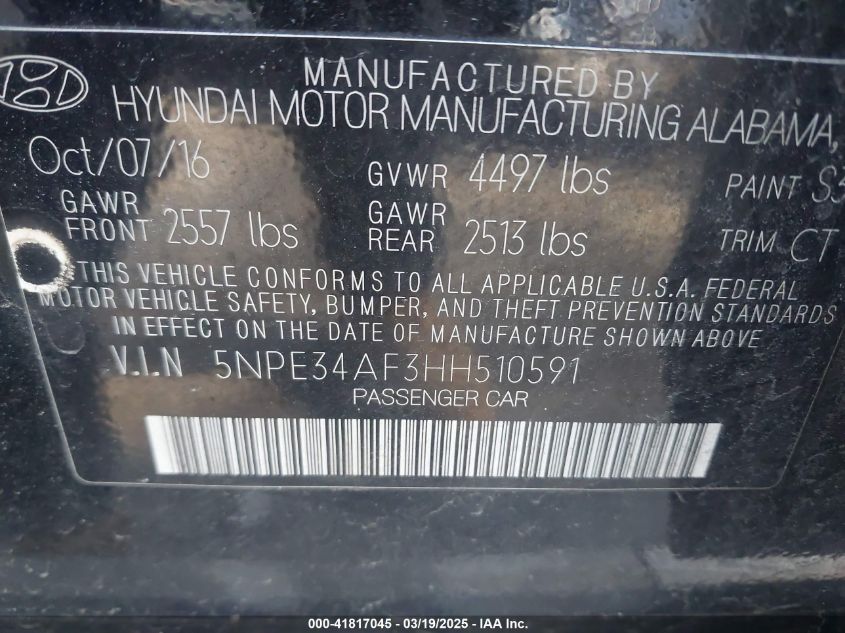 MANUFACTURED BY
HYUNDAI MOTOR MANUFACTURING ALABAMA,
Oct/07/16 GVWR 4497 lbs PAINT S3
GAWR FRONT 2557 lbs GAWR REAR 2513 lbs TRIM CT
THIS VEHICLE CONFORMS TO ALL APPLICABLE U.S.A. FEDERAL
MOTOR VEHICLE SAFETY, BUMPER, AND THEFT PREVENTION STANDARDS
IN EFFECT ON THE DATE OF MANUFACTURE SHOWN ABOVE
V.I.N 5NPE34AF3HH510591
PASSENGER CAR
000-41817045 — 03/19/2025 — IAA Inc.